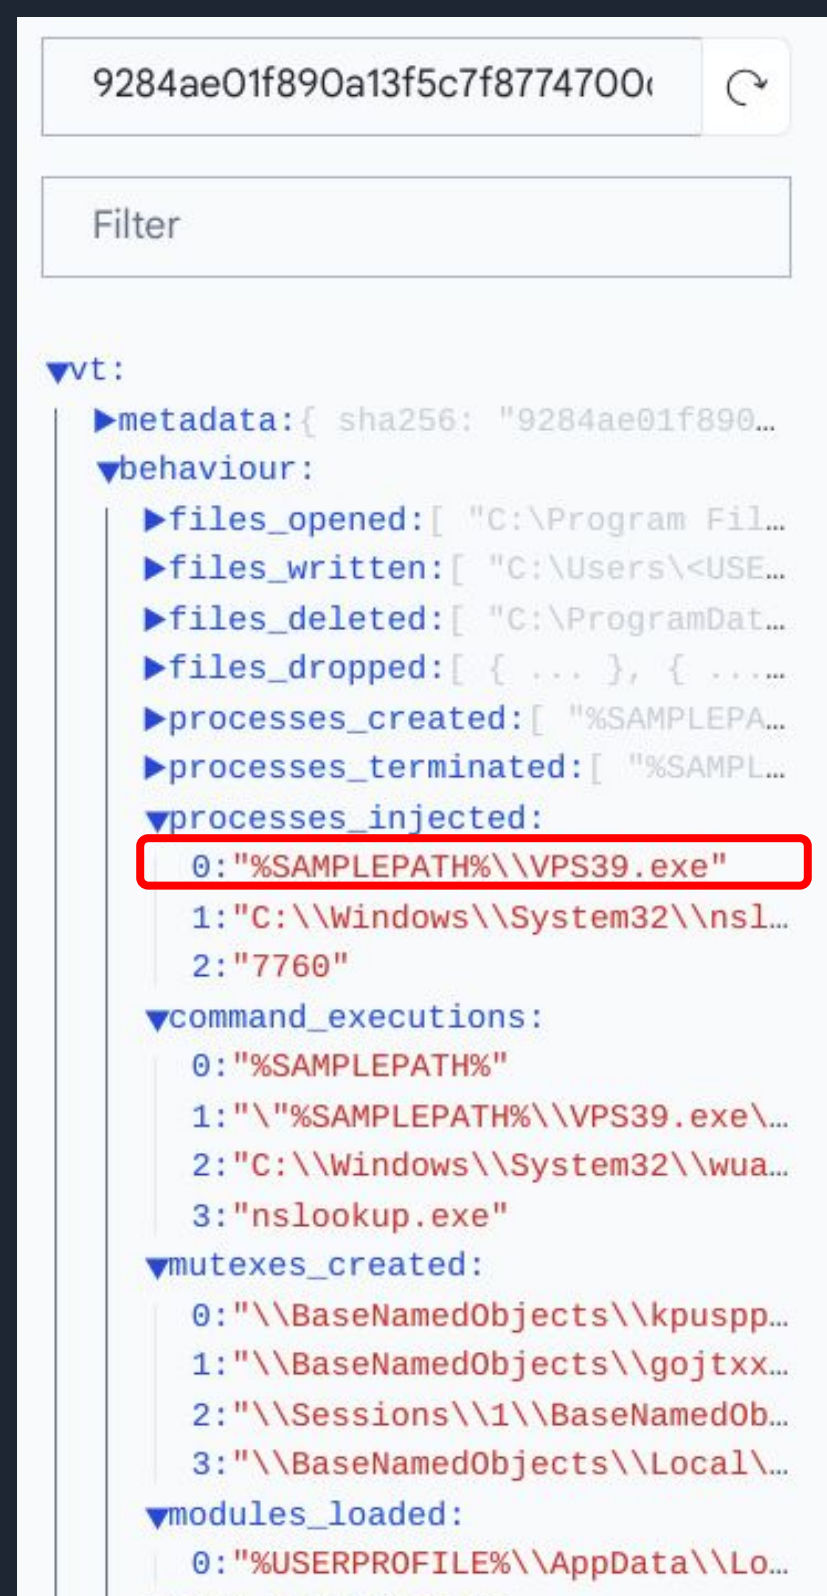 9284ae01f890a13f5c7f8774700
Filter
▼vt:
▶metadata:{ sha256: "9284ae01f890…
▼behaviour:
▶files_opened:[ "C:\Program Fil…
▶files_written:[ "C:\Users\<USE…
▶files_deleted:[ "C:\ProgramDat…
▶files_dropped:[ { ... }, { ...…
▶processes_created:[ "%SAMPLEPA…
▶processes_terminated:[ "%SAMPL…
▼processes_injected:
0:"%SAMPLEPATH%\\VPS39.exe"
1:"C:\\Windows\\System32\\nsl…
2:"7760"
▼command_executions:
0:"%SAMPLEPATH%"
1:"\"%SAMPLEPATH%\\VPS39.exe\…
2:"C:\\Windows\\System32\\wua…
3:"nslookup.exe"
▼mutexes_created:
0:"\\BaseNamedObjects\\kpuspp…
1:"\\BaseNamedObjects\\gojtxx…
2:"\\Sessions\\1\\BaseNamedOb…
3:"\\BaseNamedObjects\\Local\…
▼modules_loaded:
0:"%USERPROFILE%\\AppData\\Lo…